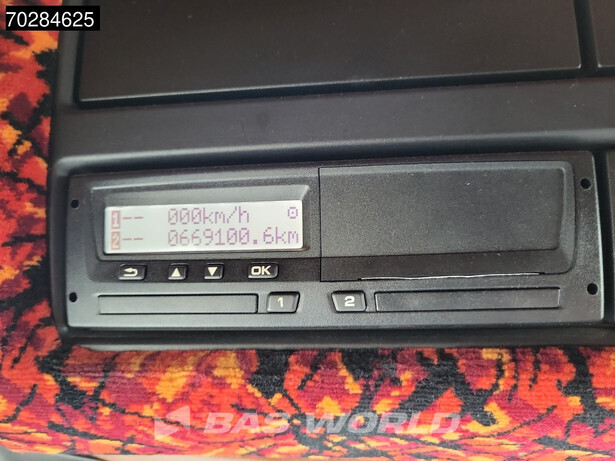 70284625
1-- 000km/h
2-- 0669100.6km
OK
1 2
BAS WORLD